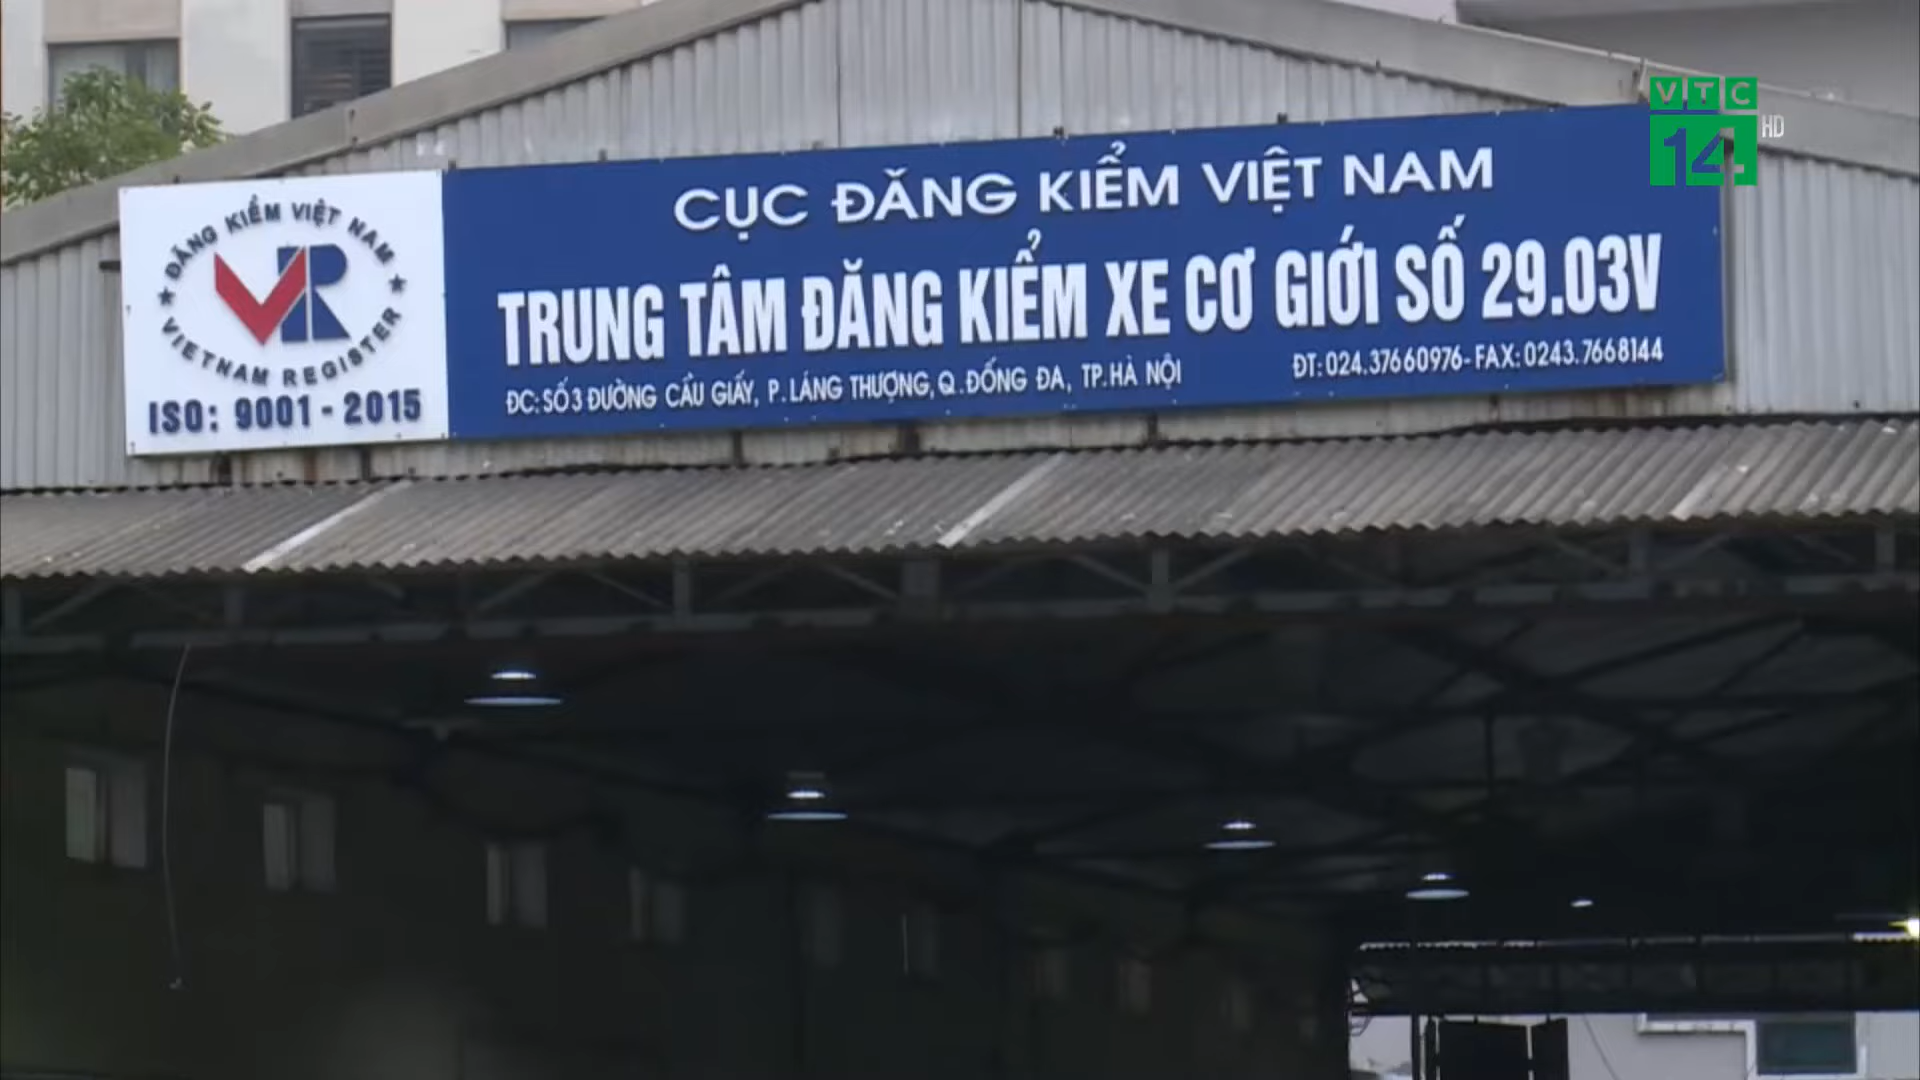 VTC
14
HD
ĐĂNG KIỂM VIỆT NAM
VR
VIETNAM REGISTER
ISO: 9001 - 2015
CỤC ĐĂNG KIỂM VIỆT NAM
TRUNG TÂM ĐĂNG KIỂM XE CƠ GIỚI SỐ 29.03V
ĐC: SỐ 3 ĐƯỜNG CẦU GIẤY, P. LÁNG THƯỢNG, Q. ĐỐNG ĐA, TP. HÀ NỘI
ĐT: 024.37660976 - FAX: 0243.7668144